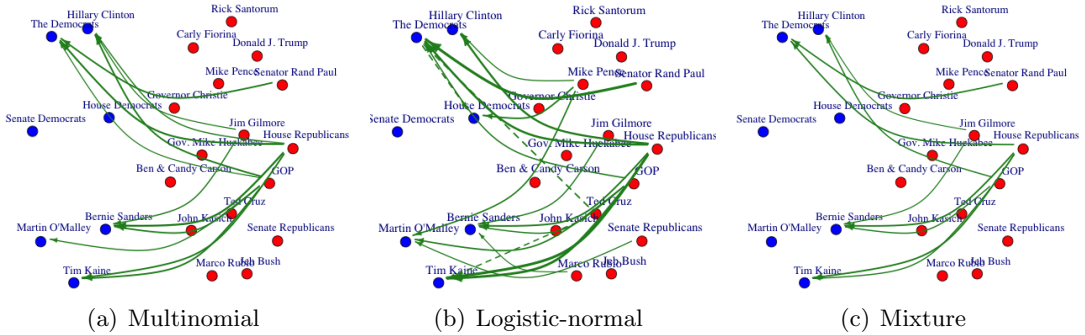 Rick Santorum
Hillary Clinton
The Democrats
Carly Fiorina
Donald J. Trump
Mike Pence
Senator Rand Paul
Governor Christie
House Democrats
Senate Democrats
Jim Gilmore
House Republicans
Gov. Mike Huckabee
GOP
Ben & Candy Carson
Ted Cruz
Bernie Sanders
John Kasich
Martin O'Malley
Senate Republicans
Tim Kaine
Marco Rubio
Jeb Bush
(a) Multinomial
Rick Santorum
Hillary Clinton
The Democrats
Carly Fiorina
Donald J. Trump
Mike Pence
Senator Rand Paul
House Democrats
Governor Christie
Senate Democrats
Jim Gilmore
House Republicans
Gov. Mike Huckabee
GOP
Ben & Candy Carson
Ted Cruz
Bernie Sanders
John Kasich
Martin O'Malley
Senate Republicans
Tim Kaine
Marco Rubio
Jeb Bush
(b) Logistic-normal
Rick Santorum
Hillary Clinton
The Democrats
Carly Fiorina
Donald J. Trump
Mike Pence
Senator Rand Paul
Governor Christie
House Democrats
Senate Democrats
Jim Gilmore
House Republicans
Gov. Mike Huckabee
GOP
Ben & Candy Carson
Ted Cruz
Bernie Sanders
John Kasich
Martin O'Malley
Senate Republicans
Tim Kaine
Marco Rubio
Jeb Bush
(c) Mixture